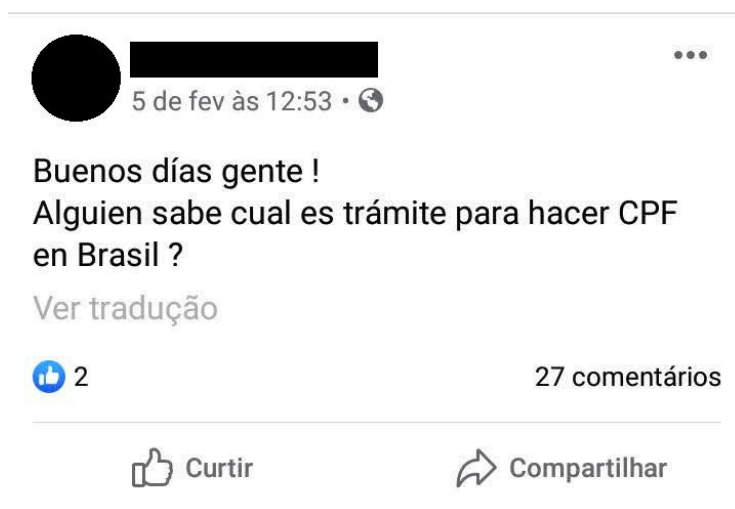 5 de fev às 12:53 •
Buenos días gente !
Alguien sabe cual es trámite para hacer CPF
en Brasil ?
Ver tradução
2
27 comentários
Curtir
Compartilhar